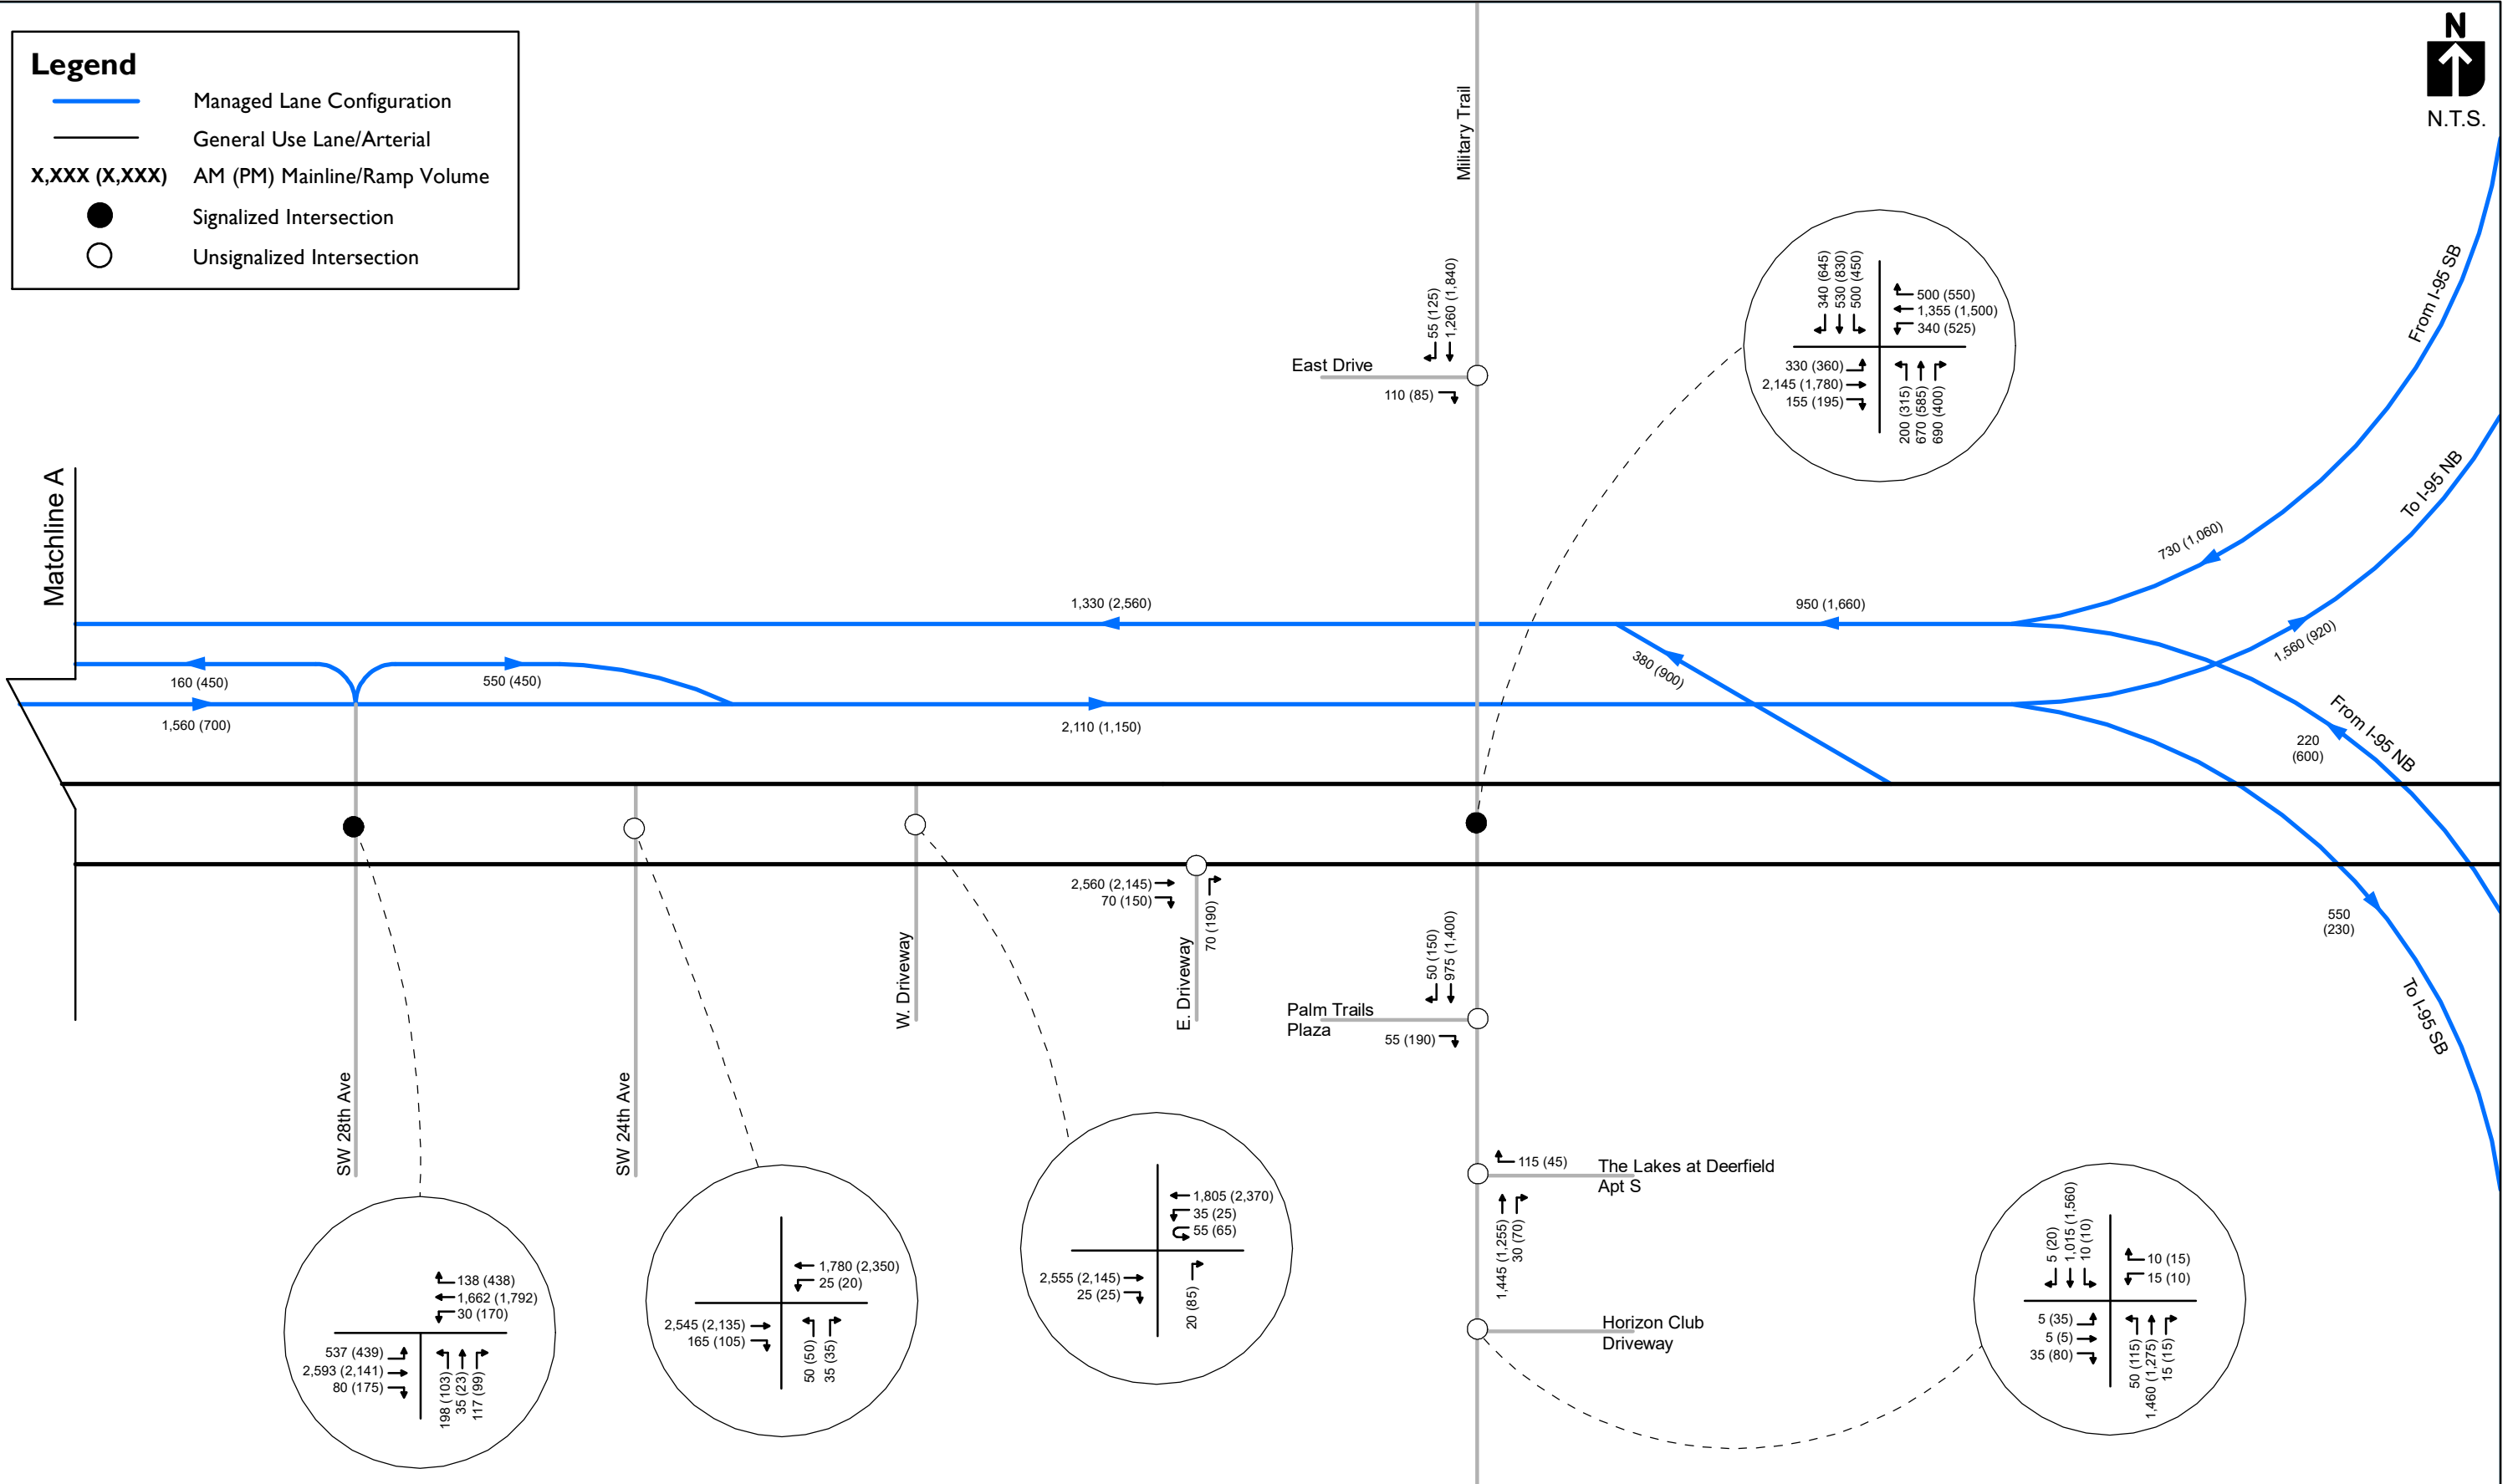 Legend
Managed Lane Configuration
General Use Lane/Arterial
X,XXX (X,XXX) AM (PM) Mainline/Ramp Volume
Signalized Intersection
Unsignalized Intersection
N
N.T.S.
Military Trail
55 (125)
1,260 (1,840)
East Drive
110 (85)
340 (645)
530 (830)
500 (450)
500 (550)
1,355 (1,500)
340 (525)
330 (360)
2,145 (1,780)
155 (195)
200 (315)
670 (585)
690 (400)
From I-95 SB
To I-95 NB
730 (1,060)
1,560 (920)
Matchline A
1,330 (2,560)
950 (1,660)
160 (450)
550 (450)
380 (900)
1,560 (700)
2,110 (1,150)
From I-95 NB
220
(600)
550
(230)
To I-95 SB
2,560 (2,145)
70 (150)
70 (190)
W. Driveway
E. Driveway
50 (150)
975 (1,400)
Palm Trails
Plaza
55 (190)
SW 28th Ave
SW 24th Ave
115 (45)
The Lakes at Deerfield
Apt S
1,445 (1,255)
30 (70)
Horizon Club
Driveway
138 (438)
1,662 (1,792)
30 (170)
537 (439)
2,593 (2,141)
80 (175)
198 (103)
35 (23)
117 (99)
1,780 (2,350)
25 (20)
2,545 (2,135)
165 (105)
50 (50)
35 (35)
1,805 (2,370)
35 (25)
55 (65)
2,555 (2,145)
25 (25)
20 (85)
5 (20)
1,015 (1,560)
10 (10)
10 (15)
15 (10)
5 (35)
5 (5)
35 (80)
50 (115)
1,460 (1,275)
15 (15)